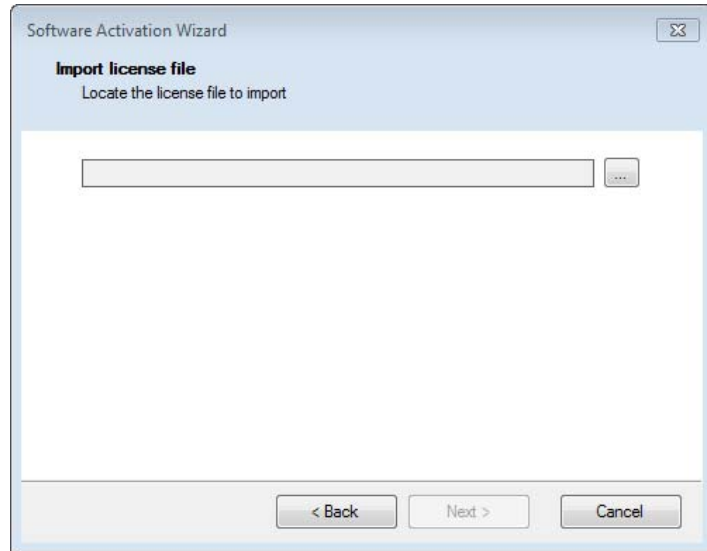 Software Activation Wizard
Import license file
Locate the license file to import
...
< Back Next > Cancel